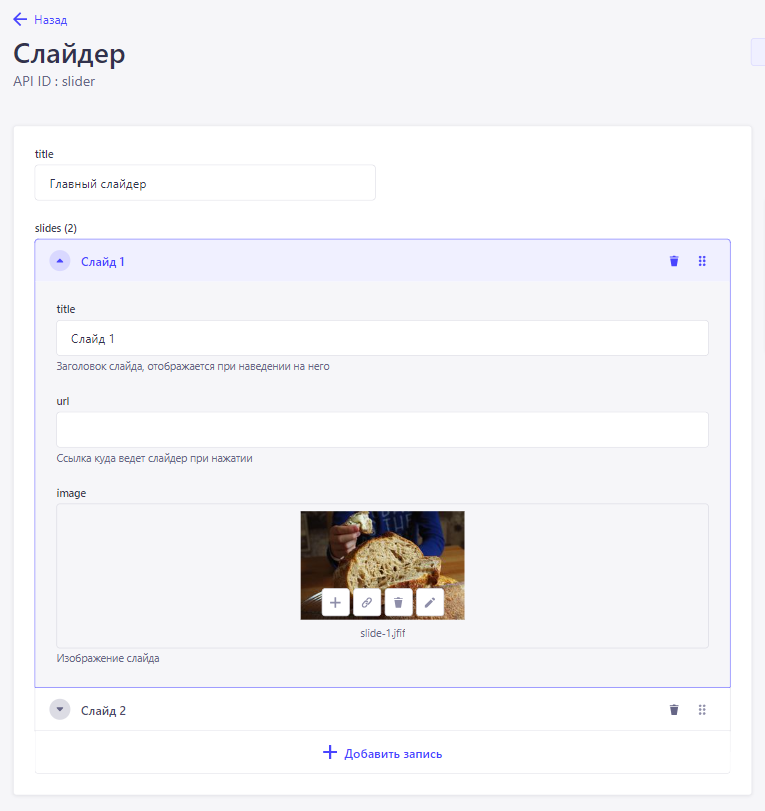 Назад
Слайдер
API ID : slider
title
Главный слайдер
slides (2)
Слайд 1
title
Слайд 1
Заголовок слайда, отображается при наведении на него
url
Ссылка куда ведет слайдер при нажатии
image
slide-1.jfif
Изображение слайда
Слайд 2
Добавить запись